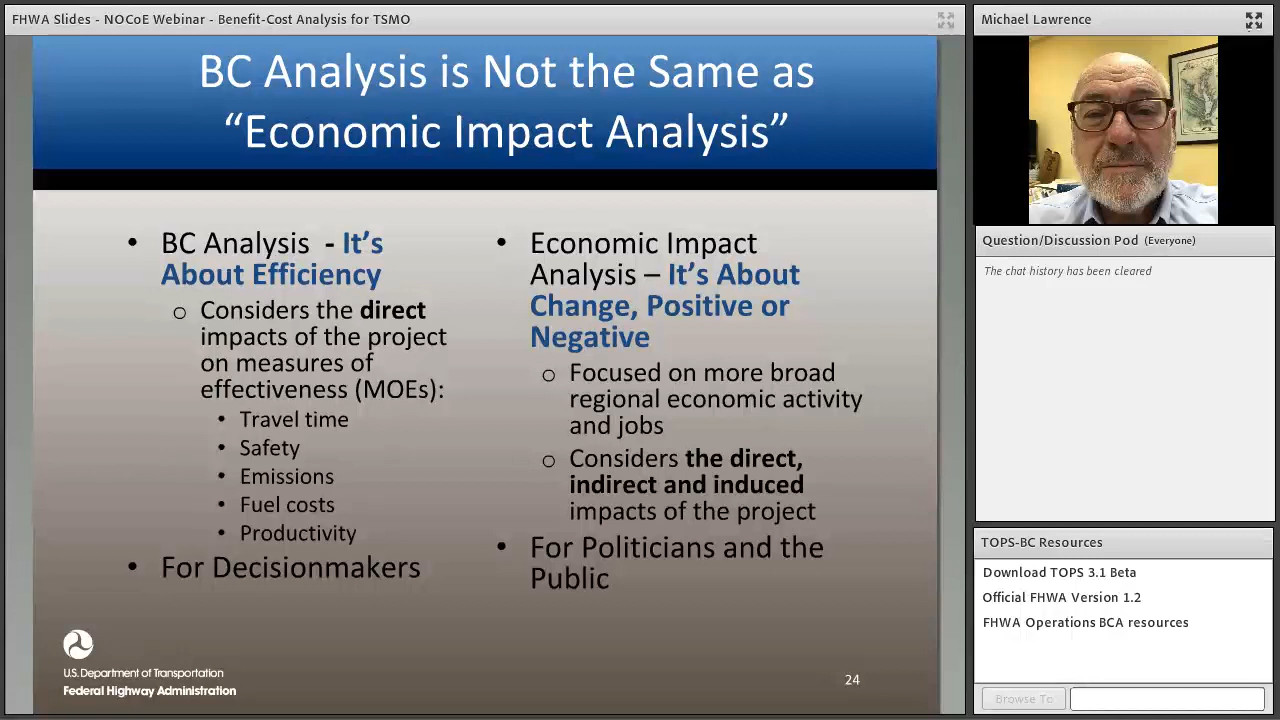 FHWA Slides - NOCoE Webinar - Benefit-Cost Analysis for TSMO
BC Analysis is Not the Same as
“Economic Impact Analysis”
• BC Analysis - It’s
About Efficiency
o Considers the direct
impacts of the project
on measures of
effectiveness (MOEs):
• Travel time
• Safety
• Emissions
• Fuel costs
• Productivity
• For Decisionmakers
• Economic Impact
Analysis – It’s About
Change, Positive or
Negative
o Focused on more broad
regional economic activity
and jobs
o Considers the direct,
indirect and induced
impacts of the project
• For Politicians and the
Public
U.S. Department of Transportation
Federal Highway Administration
24
Michael Lawrence
Question/Discussion Pod (Everyone)
The chat history has been cleared
TOPS-BC Resources
Download TOPS 3.1 Beta
Official FHWA Version 1.2
FHWA Operations BCA resources
Browse To